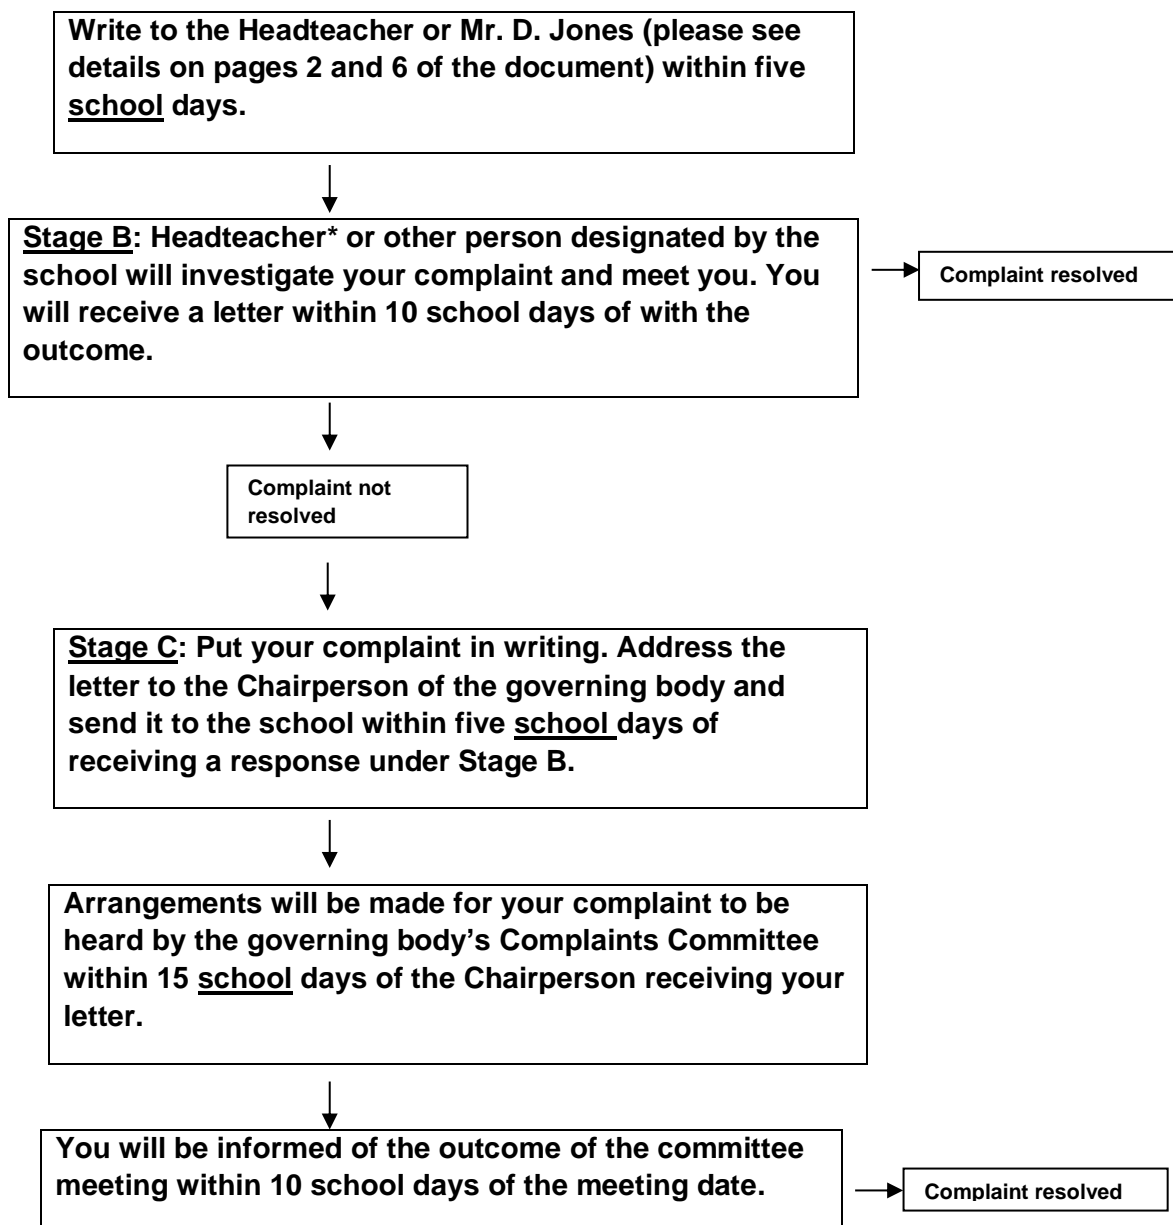 Write to the Headteacher or Mr. D. Jones (please see
details on pages 2 and 6 of the document) within five
school days.
Stage B: Headteacher* or other person designated by the
school will investigate your complaint and meet you. You
will receive a letter within 10 school days of with the
outcome.
Complaint resolved
Complaint not
resolved
Stage C: Put your complaint in writing. Address the
letter to the Chairperson of the governing body and
send it to the school within five school days of
receiving a response under Stage B.
Arrangements will be made for your complaint to be
heard by the governing body’s Complaints Committee
within 15 school days of the Chairperson receiving your
letter.
You will be informed of the outcome of the committee
meeting within 10 school days of the meeting date.
Complaint resolved